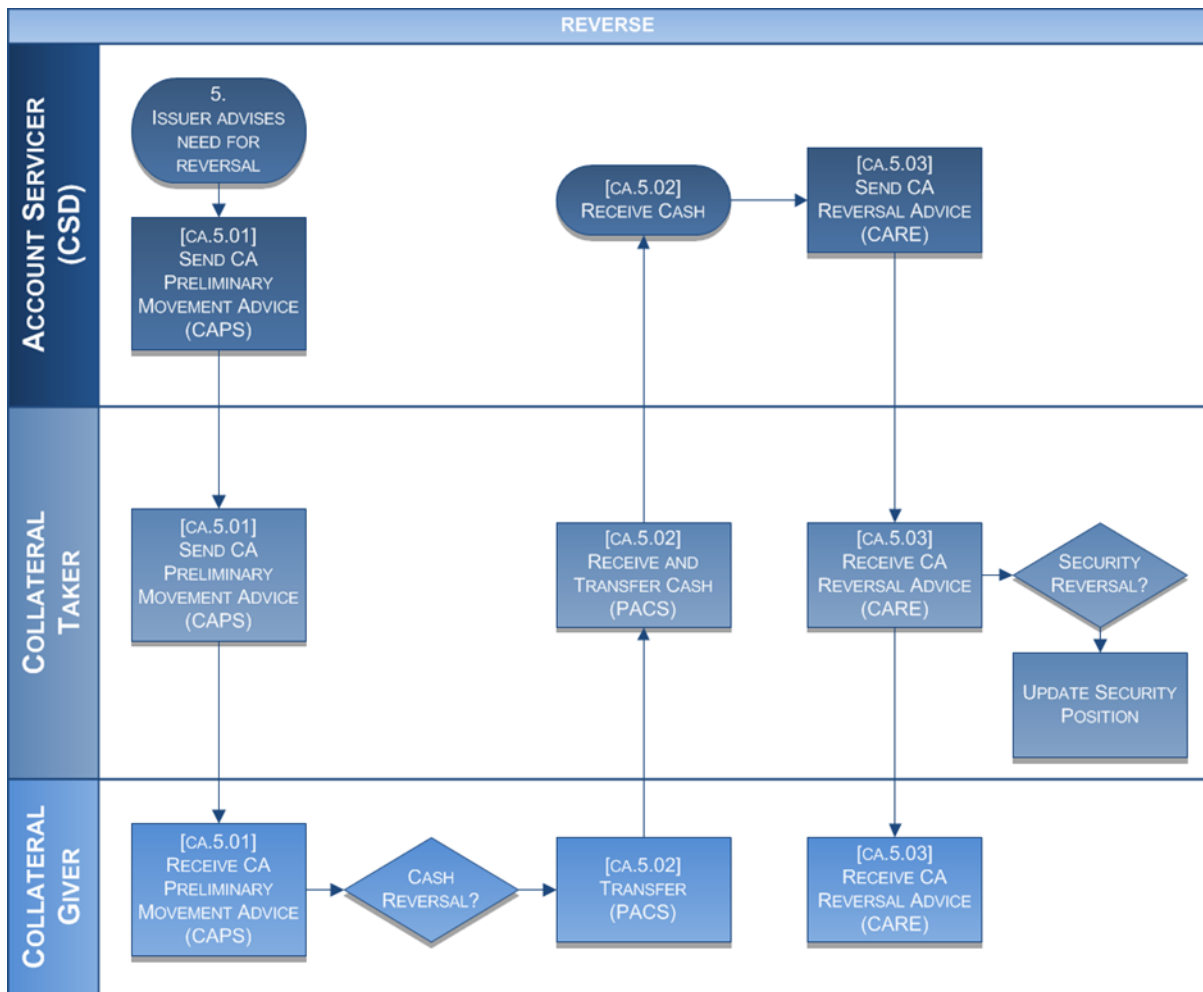 REVERSE
ACCOUNT SERVICER
(CSD)
5.
ISSUER ADVISES
NEED FOR
REVERSAL
[CA.5.01]
SEND CA
PRELIMINARY
MOVEMENT ADVICE
(CAPS)
[CA.5.02]
RECEIVE CASH
[CA.5.03]
SEND CA
REVERSAL ADVICE
(CARE)
COLLATERAL
TAKER
[CA.5.01]
SEND CA
PRELIMINARY
MOVEMENT ADVICE
(CAPS)
[CA.5.02]
RECEIVE AND
TRANSFER CASH
(PACS)
[CA.5.03]
RECEIVE CA
REVERSAL ADVICE
(CARE)
SECURITY
REVERSAL?
UPDATE SECURITY
POSITION
COLLATERAL
GIVER
[CA.5.01]
RECEIVE CA
PRELIMINARY
MOVEMENT ADVICE
(CAPS)
CASH
REVERSAL?
[CA.5.02]
TRANSFER
(PACS)
[CA.5.03]
RECEIVE CA
REVERSAL ADVICE
(CARE)